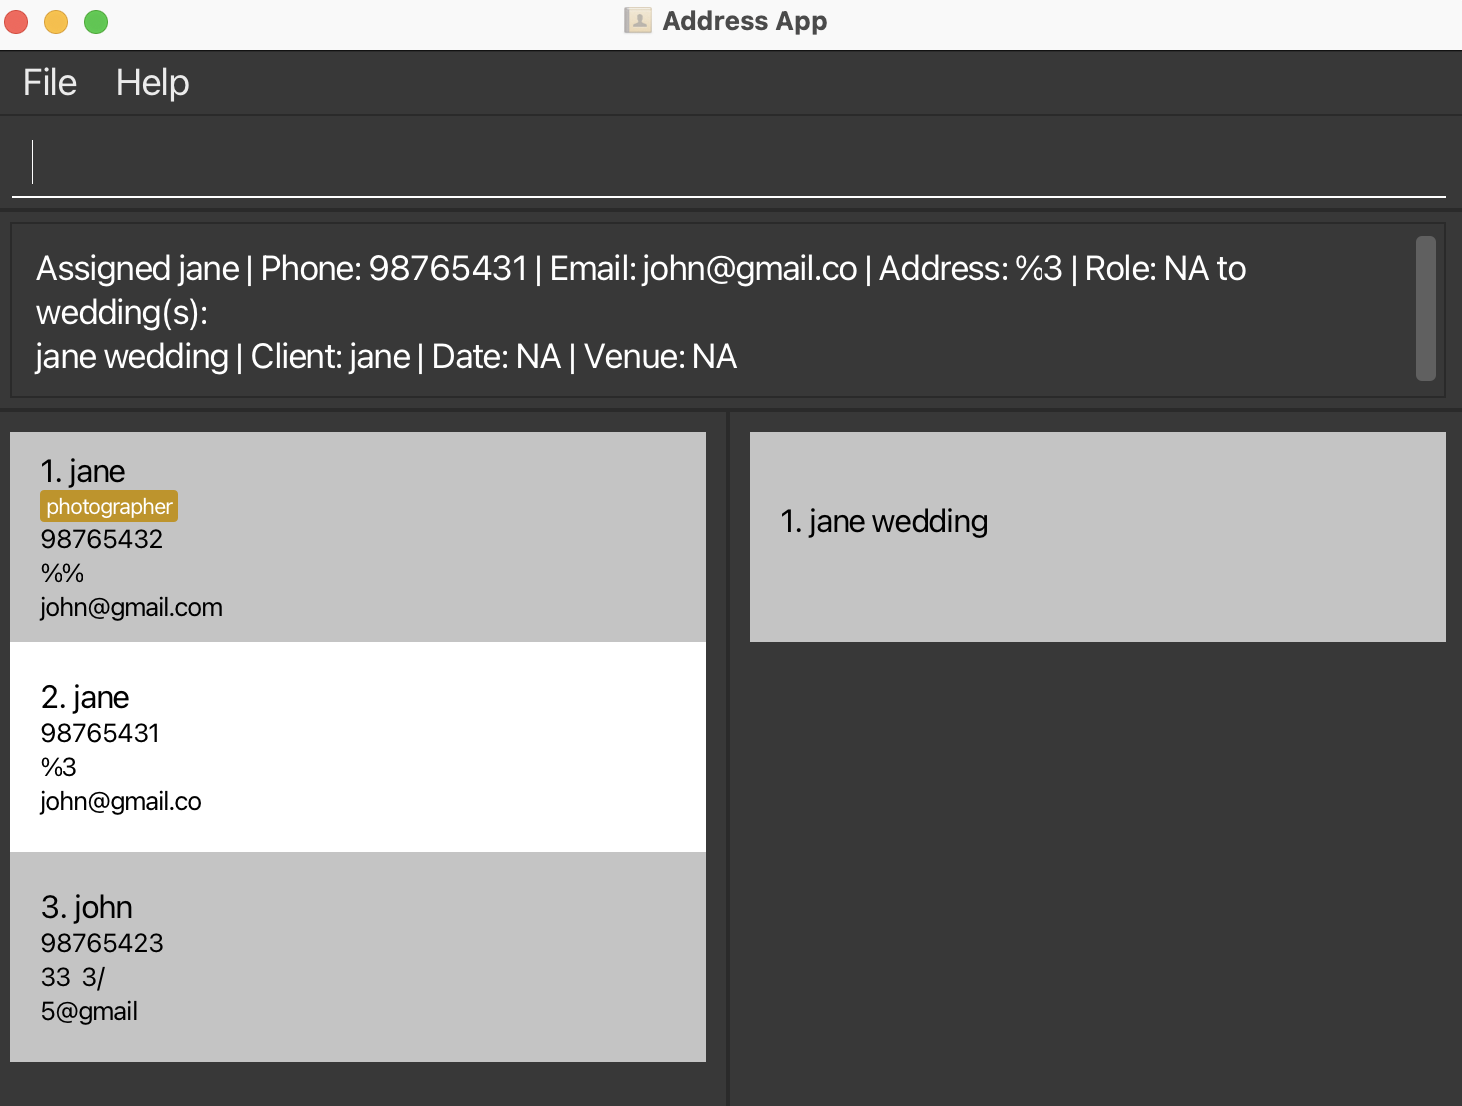 Address App
File Help
Assigned jane | Phone: 98765431 | Email: john@gmail.co | Address: %3 | Role: NA to
wedding(s):
jane wedding | Client: jane | Date: NA | Venue: NA
1. jane
photographer
98765432
%%
john@gmail.com
2. jane
98765431
%3
john@gmail.co
3. john
98765423
33  3/
5@gmail
1. jane wedding